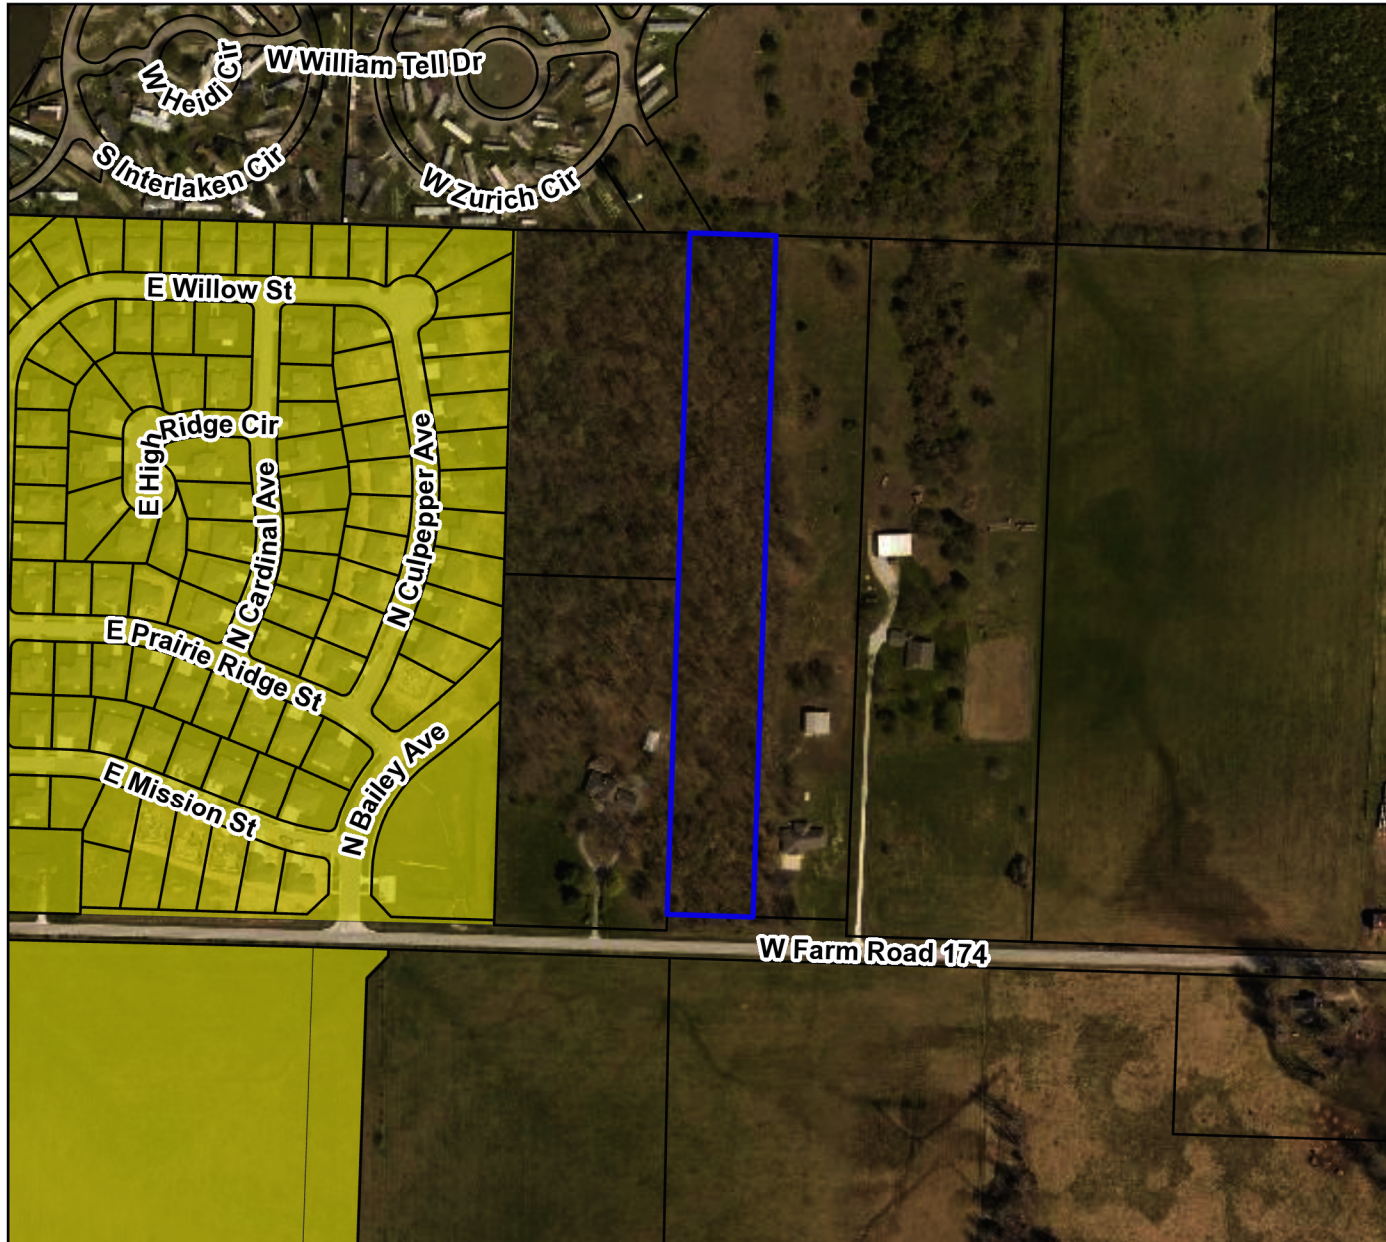 W Heidi Cir
W William Tell Dr
S Interlaken Cir
W Zurich Cir
E Willow St
E High Ridge Cir
N Cardinal Ave
N Culpepper Ave
E Prairie Ridge St
E Mission St
N Bailey Ave
W Farm Road 174